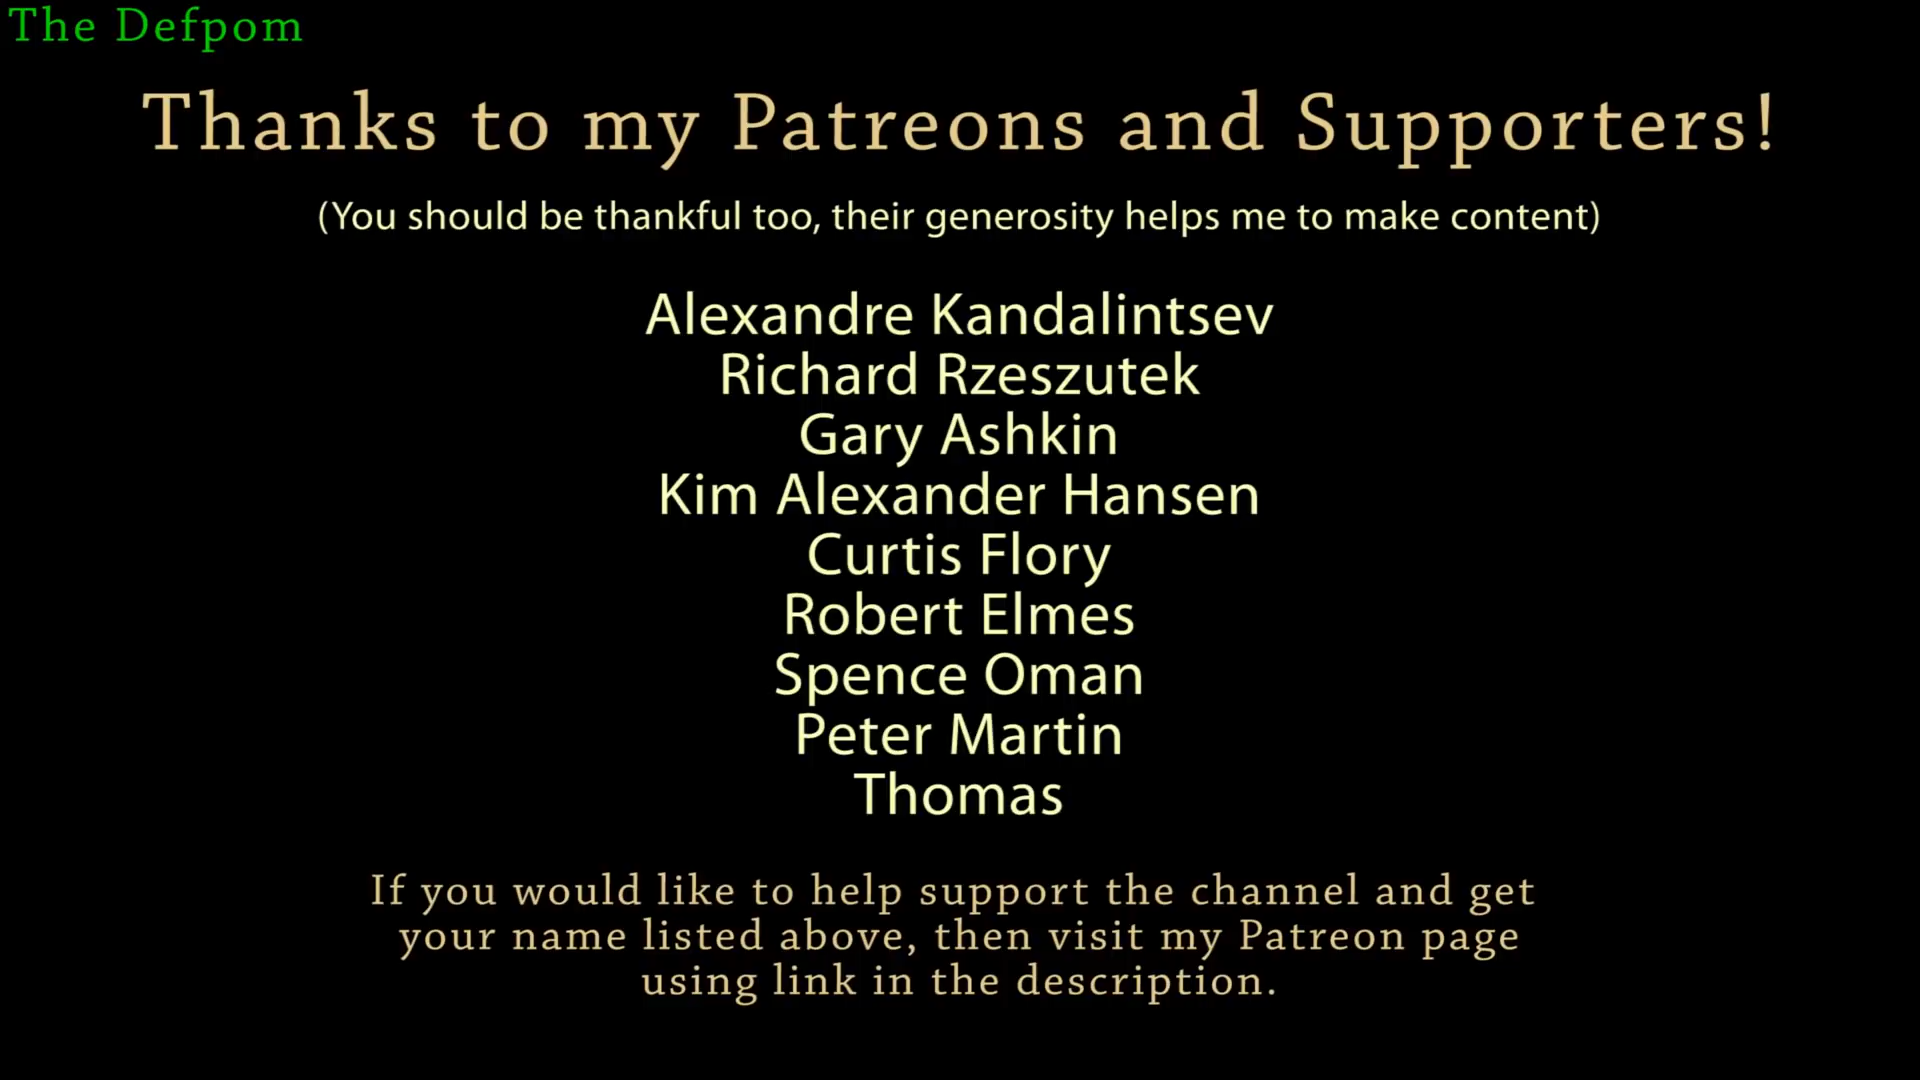 The Defpom
Thanks to my Patreons and Supporters!
(You should be thankful too, their generosity helps me to make content)
Alexandre Kandalintsev
Richard Rzeszutek
Gary Ashkin
Kim Alexander Hansen
Curtis Flory
Robert Elmes
Spence Oman
Peter Martin
Thomas
If you would like to help support the channel and get
your name listed above, then visit my Patreon page
using link in the description.